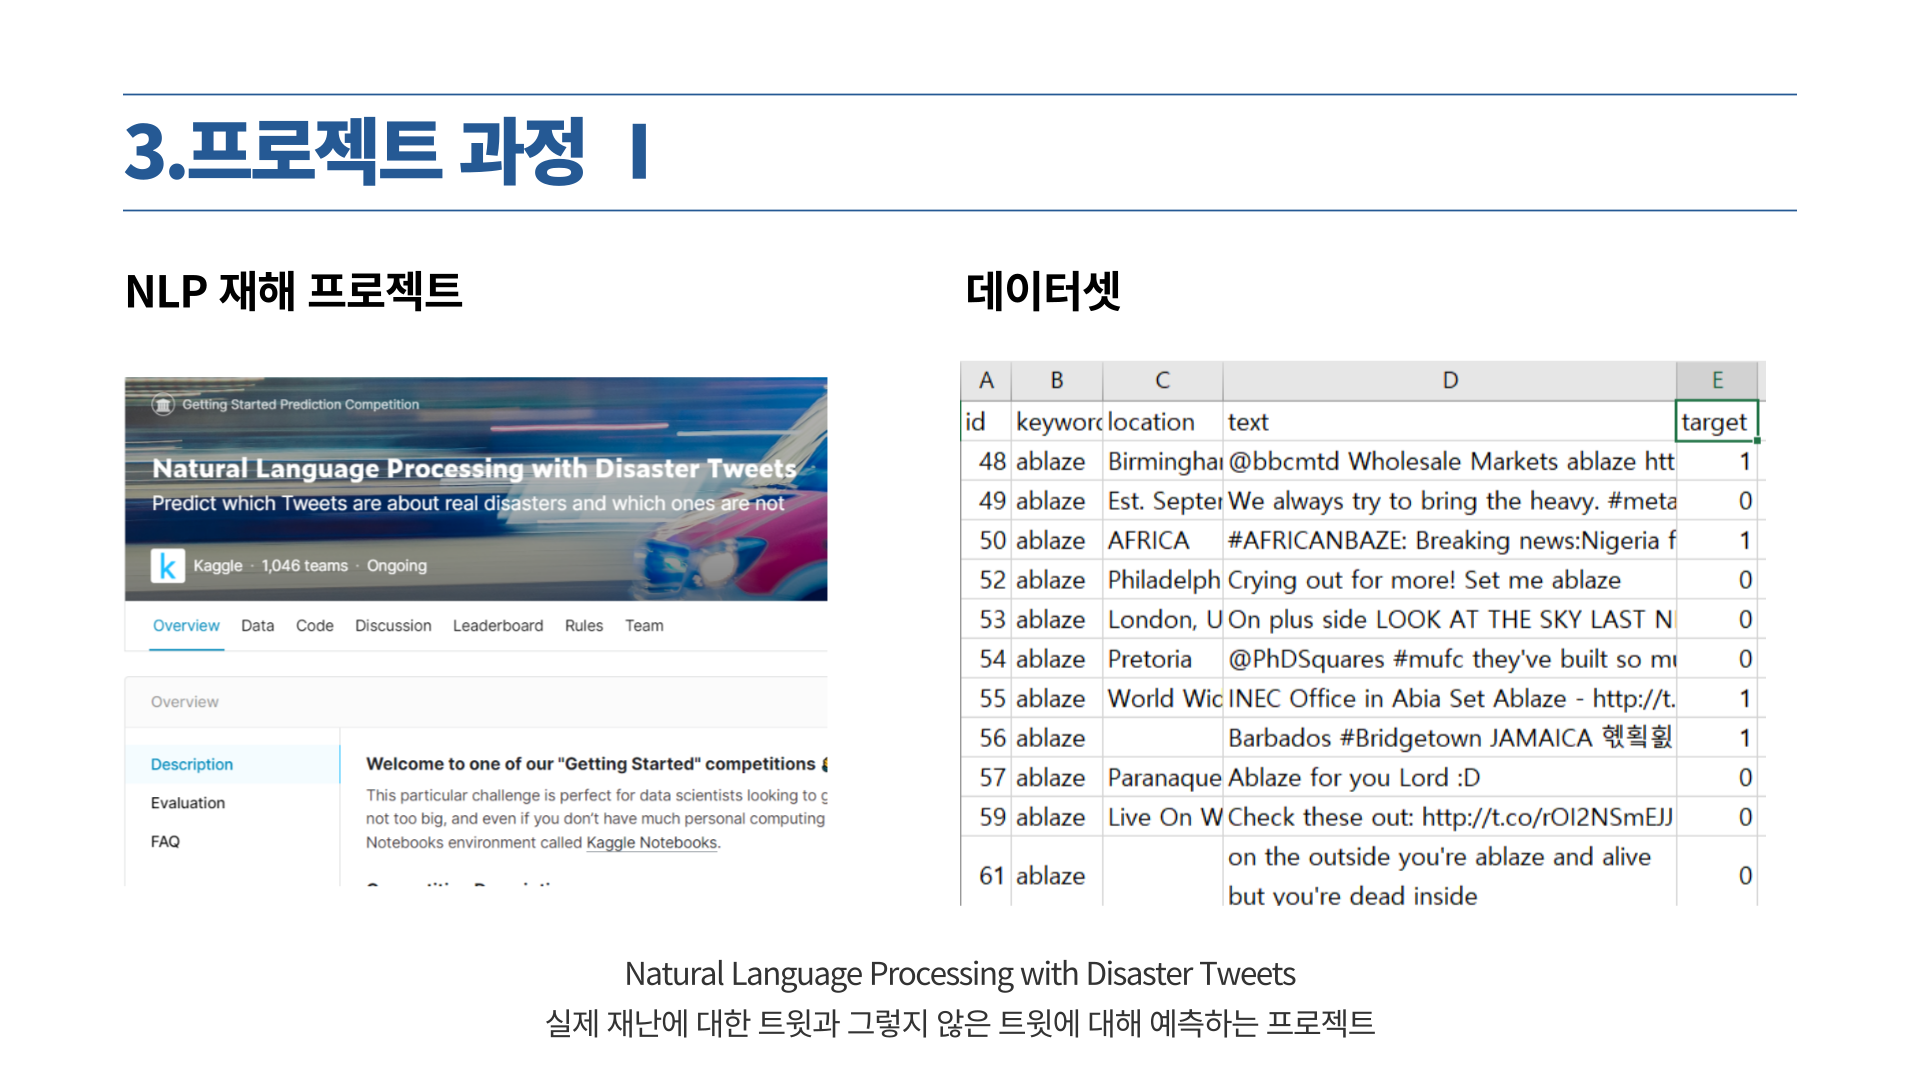 3.프로젝트 과정 Ⅰ
NLP 재해 프로젝트
Getting Started Prediction Competition
Natural Language Processing with Disaster Tweets
Predict which Tweets are about real disasters and which ones are not
k Kaggle · 1,046 teams · Ongoing
Overview Data Code Discussion Leaderboard Rules Team
Overview
Description
Evaluation
FAQ
Welcome to one of our "Getting Started" competitions
This particular challenge is perfect for data scientists looking to
not too big, and even if you don't have much personal computing
Notebooks environment called Kaggle Notebooks.
데이터셋
A B C D E
id keyword location text target
48 ablaze Birmingham @bbcmtd Wholesale Markets ablaze htt 1
49 ablaze Est. Septer We always try to bring the heavy. #meta 0
50 ablaze AFRICA #AFRICANBAZE: Breaking news:Nigeria f 1
52 ablaze Philadelph Crying out for more! Set me ablaze 0
53 ablaze London, U On plus side LOOK AT THE SKY LAST NI 0
54 ablaze Pretoria @PhDSquares #mufc they've built so mu 0
55 ablaze World Wid INEC Office in Abia Set Ablaze - http://t. 1
56 ablaze Barbados #Bridgetown JAMAICA 1
57 ablaze Paranaque Ablaze for you Lord :D 0
59 ablaze Live On W Check these out: http://t.co/rOI2NSmEJJ 0
61 ablaze on the outside you're ablaze and alive
but you're dead inside 0
Natural Language Processing with Disaster Tweets
실제 재난에 대한 트윗과 그렇지 않은 트윗에 대해 예측하는 프로젝트